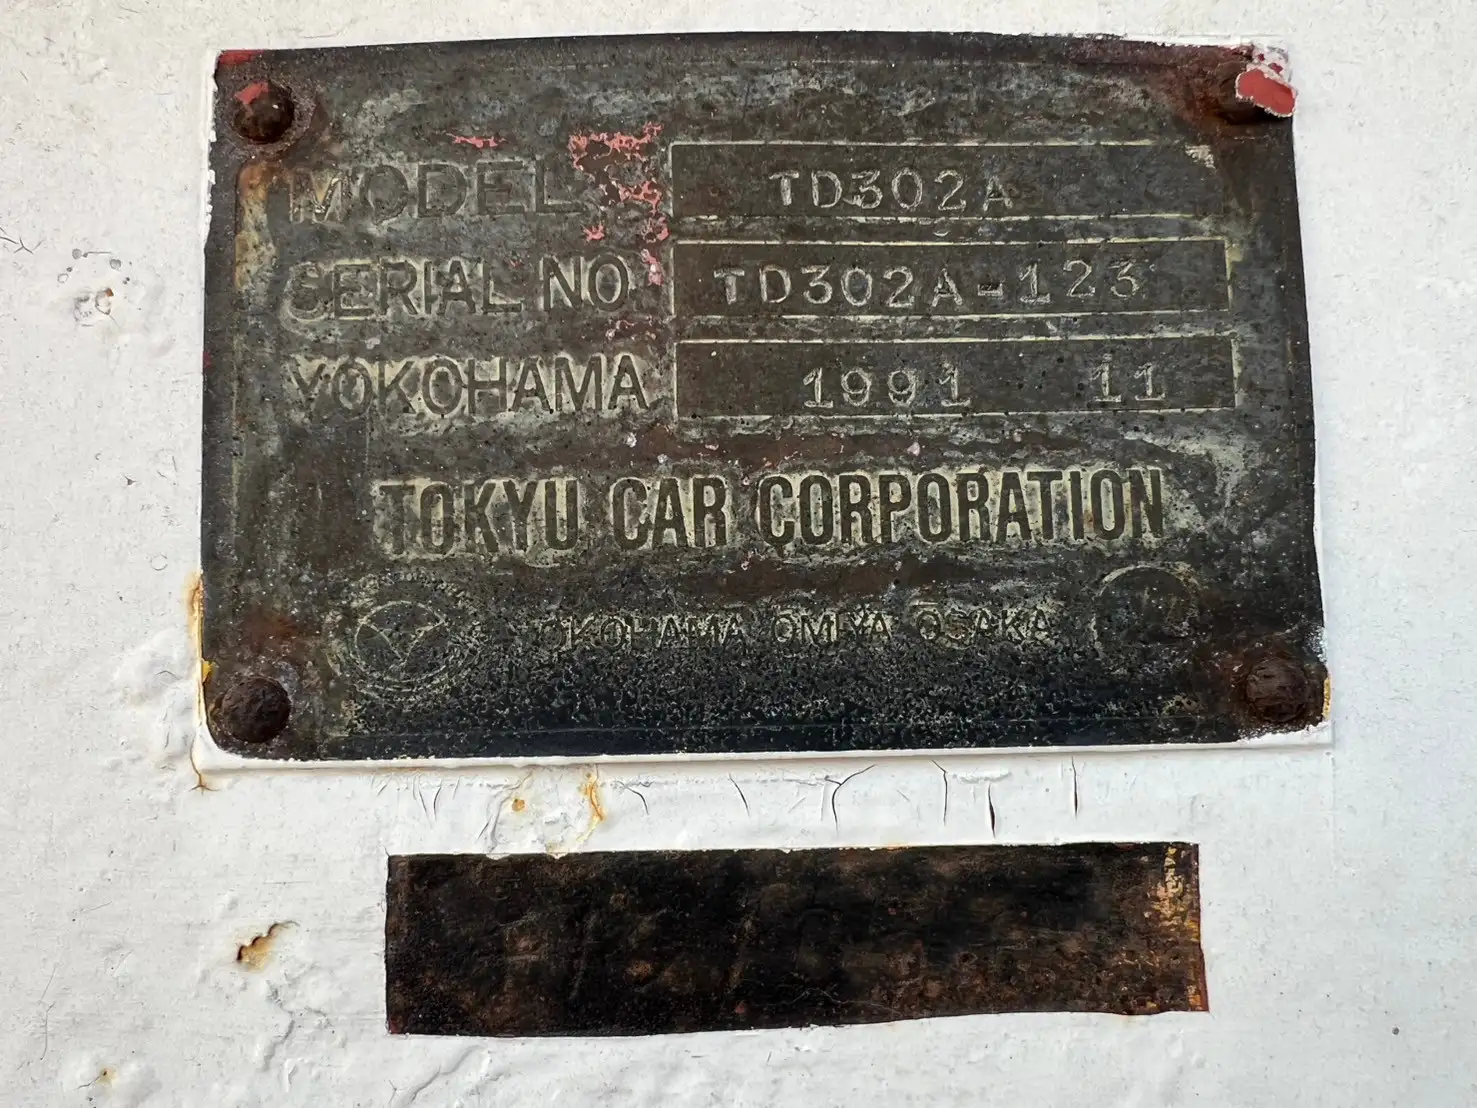 MODEL TD302A
SERIAL NO TD302A-123
YOKOHAMA 1991 11
TOKYU CAR CORPORATION
YOKOHAMA OMIYA OSAKA